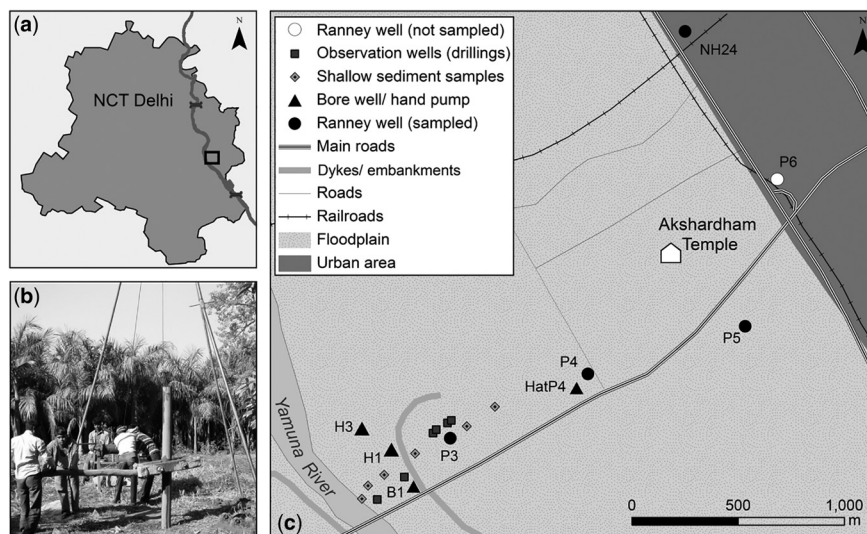 (a)
N
NCT Delhi
(b)
Ranney well (not sampled)
Observation wells (drillings)
Shallow sediment samples
Bore well/ hand pump
Ranney well (sampled)
Main roads
Dykes/ embankments
Roads
Railroads
Floodplain
Urban area
N
NH24
P6
Akshardham
Temple
P5
P4
HatP4
H3
H1
P3
B1
Yamuna River
(c)
0 500 1,000
m